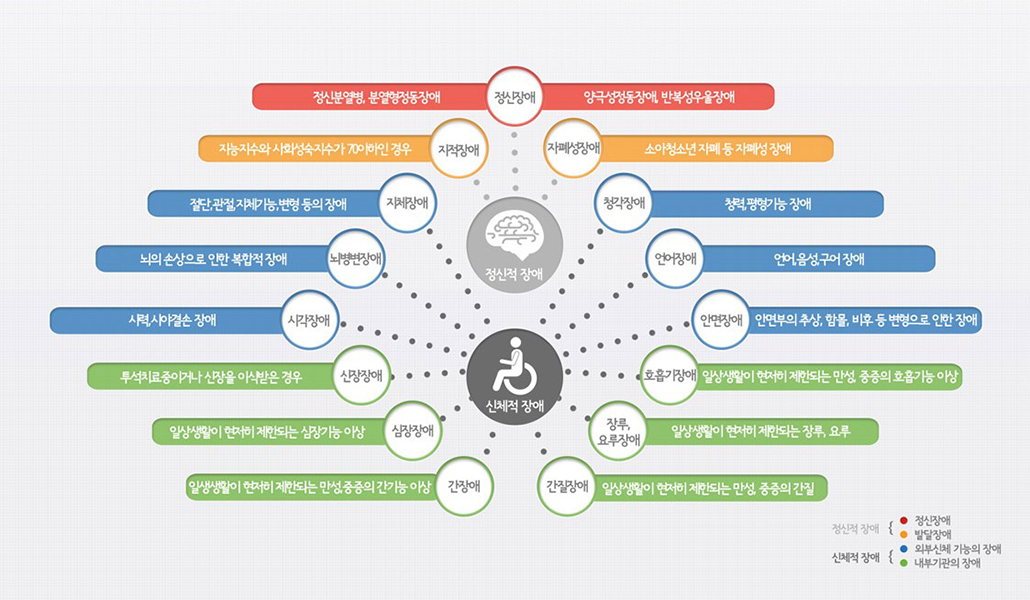 정신분열병, 분열형정동장애
정신장애
양극성정동장애, 반복성우울장애
지능지수와 사회성숙지수가 70이하인 경우
지적장애
자폐성장애
소아청소년 자폐 등 자폐성 장애
절단,관절,지체기능,변형 등의 장애
지체장애
청각장애
청력,평형기능 장애
뇌의 손상으로 인한 복합적 장애
뇌병변장애
정신적 장애
언어장애
언어,음성,구어 장애
시력,시야결손 장애
시각장애
안면장애
안면부의 추상, 함몰, 비후 등 변형으로 인한 장애
투석치료중이거나 신장을 이식받은 경우
신장장애
신체적 장애
호흡기장애
일상생활이 현저히 제한되는 만성, 중증의 호흡기능 이상
일상생활이 현저히 제한되는 심장기능 이상
심장장애
장루,
요루장애
일상생활이 현저히 제한되는 장루, 요루
일생생활이 현저히 제한되는 만성,중증의 간기능 이상
간장애
간질장애
일상생활이 현저히 제한되는 만성, 중증의 간질
정신적 장애 {
정신장애
발달장애
신체적 장애 {
외부신체 기능의 장애
내부기관의 장애